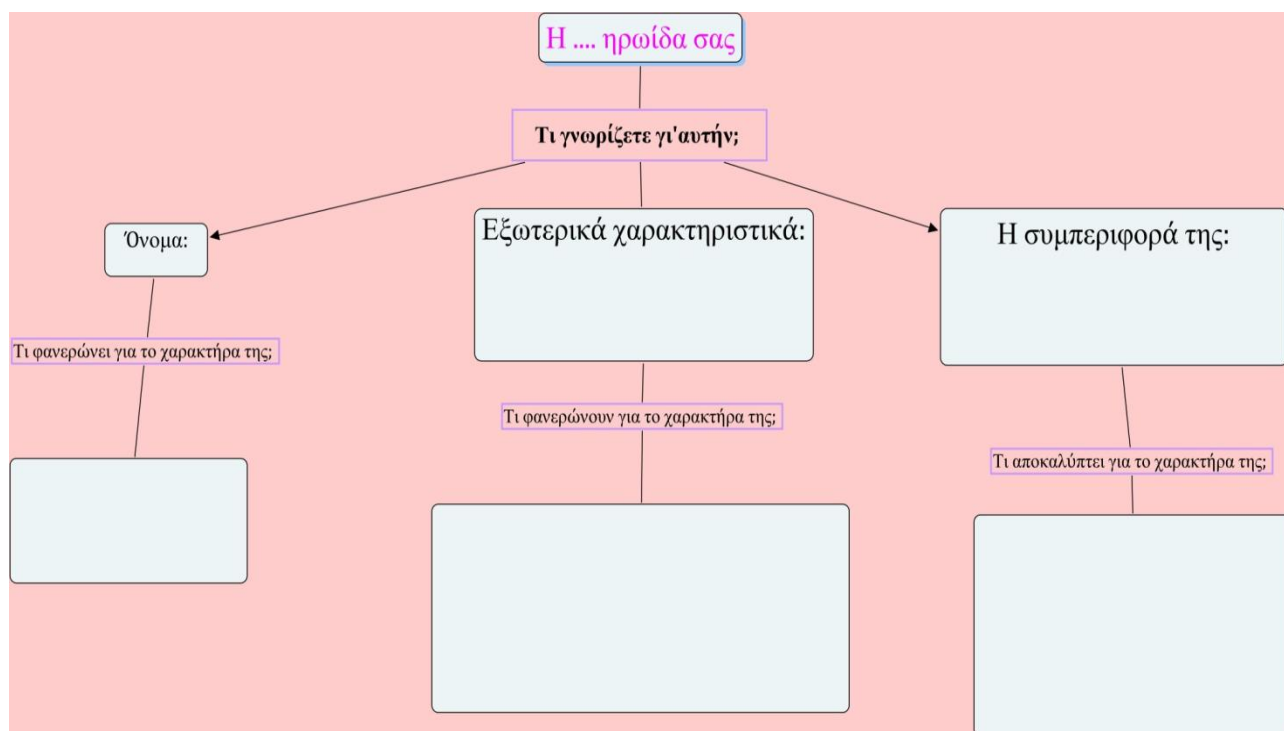 Η .... ηρωίδα σας
Τι γνωρίζετε γι'αυτήν;
Όνομα:
Εξωτερικά χαρακτηριστικά:
Η συμπεριφορά της:
Τι φανερώνει για το χαρακτήρα της;
Τι φανερώνουν για το χαρακτήρα της;
Τι αποκαλύπτει για το χαρακτήρα της;